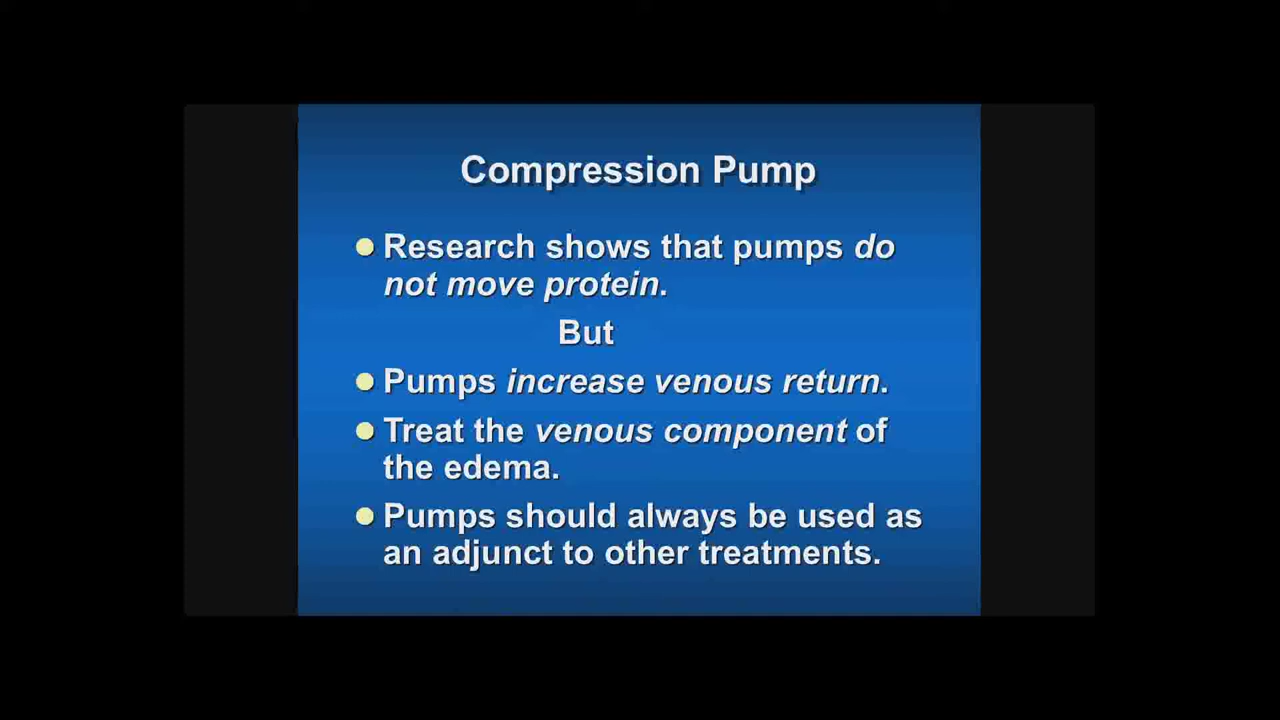 Compression Pump
Research shows that pumps do
not move protein.
But
Pumps increase venous return.
Treat the venous component of
the edema.
Pumps should always be used as
an adjunct to other treatments.